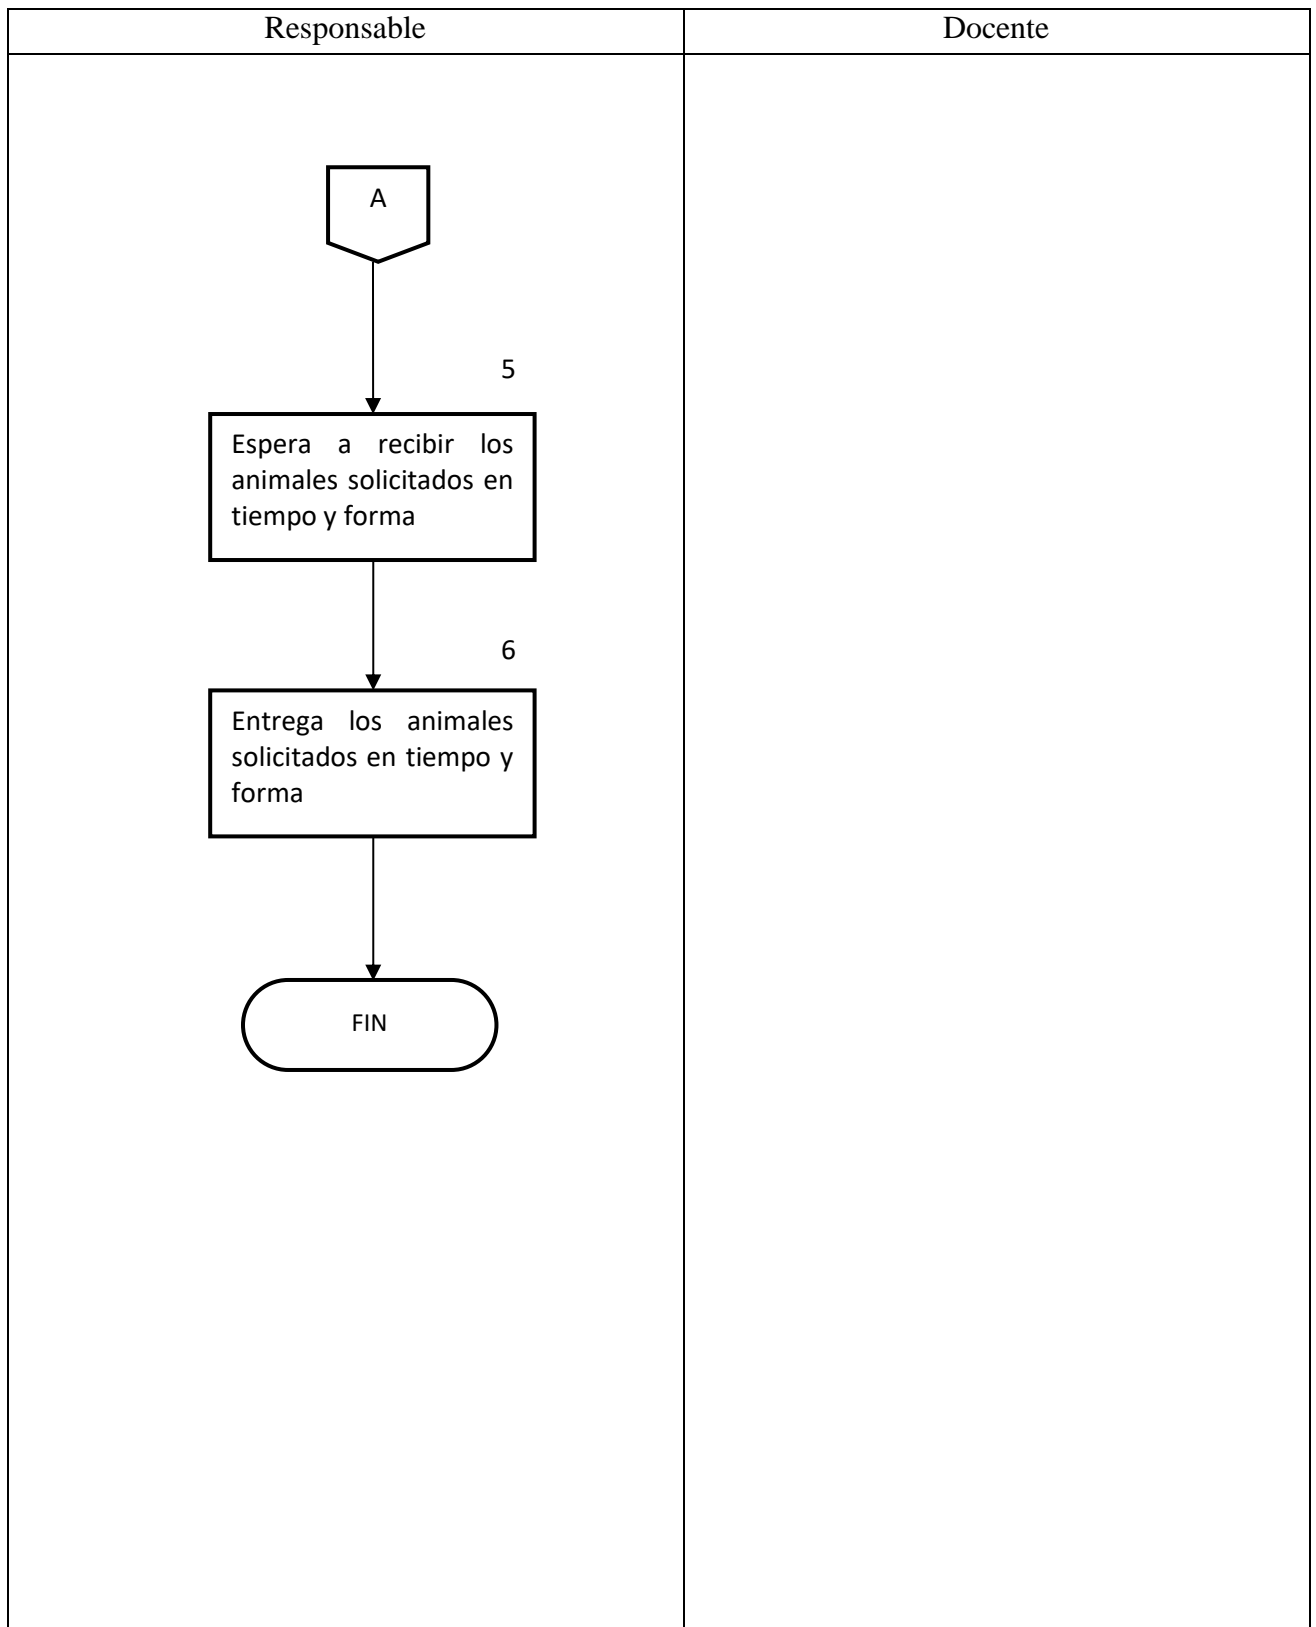 Responsable
Docente
A
5
Espera a recibir los
animales solicitados en
tiempo y forma
6
Entrega los animales
solicitados en tiempo y
forma
FIN